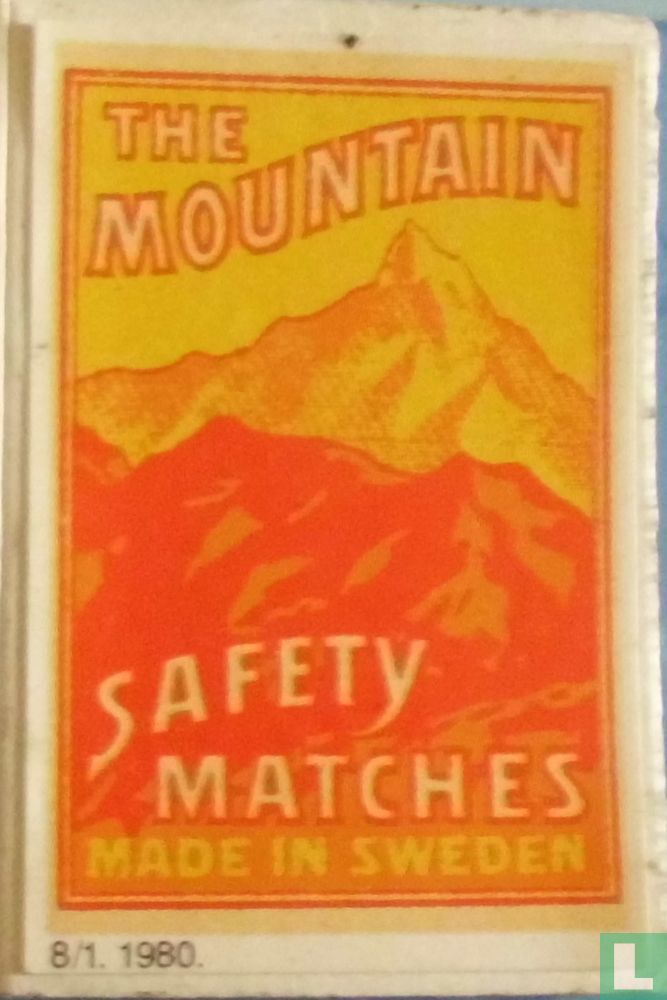 THE
MOUNTAIN
SAFETY
MATCHES
MADE IN SWEDEN
8/1. 1980.
L